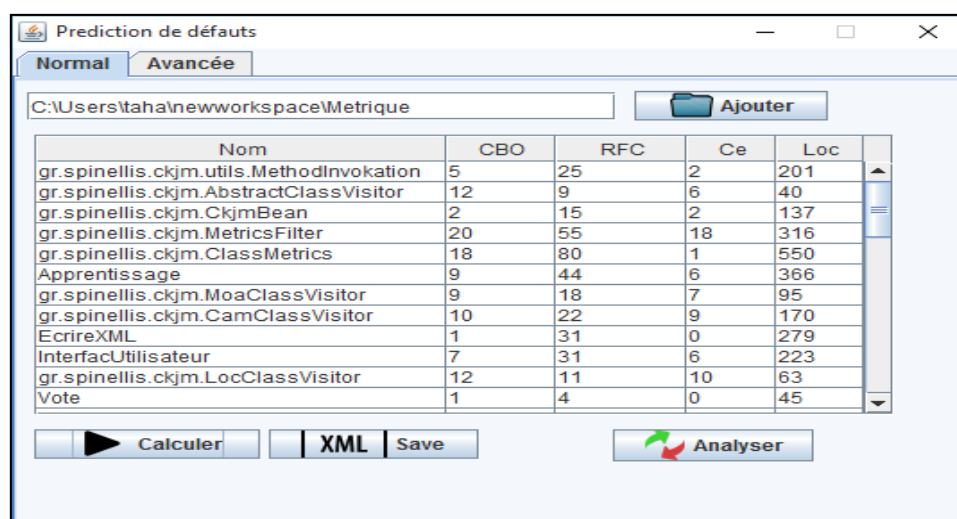 Prediction de défauts
Normal Avancée
C:\Users\taha\newworkspace\Metrique Ajouter
Nom CBO RFC Ce Loc
gr.spinellis.ckjm.utils.MethodInvokation 5 25 2 201
gr.spinellis.ckjm.AbstractClassVisitor 12 9 6 40
gr.spinellis.ckjm.CkjmBean 2 15 2 137
gr.spinellis.ckjm.MetricsFilter 20 55 18 316
gr.spinellis.ckjm.ClassMetrics 18 80 1 550
Apprentissage 9 44 6 366
gr.spinellis.ckjm.MoaClassVisitor 9 18 7 95
gr.spinellis.ckjm.CamClassVisitor 10 22 9 170
EcrireXML 1 31 0 279
InterfacUtilisateur 7 31 6 223
gr.spinellis.ckjm.LocClassVisitor 12 11 10 63
Vote 1 4 0 45
Calculer XML Save Analyser